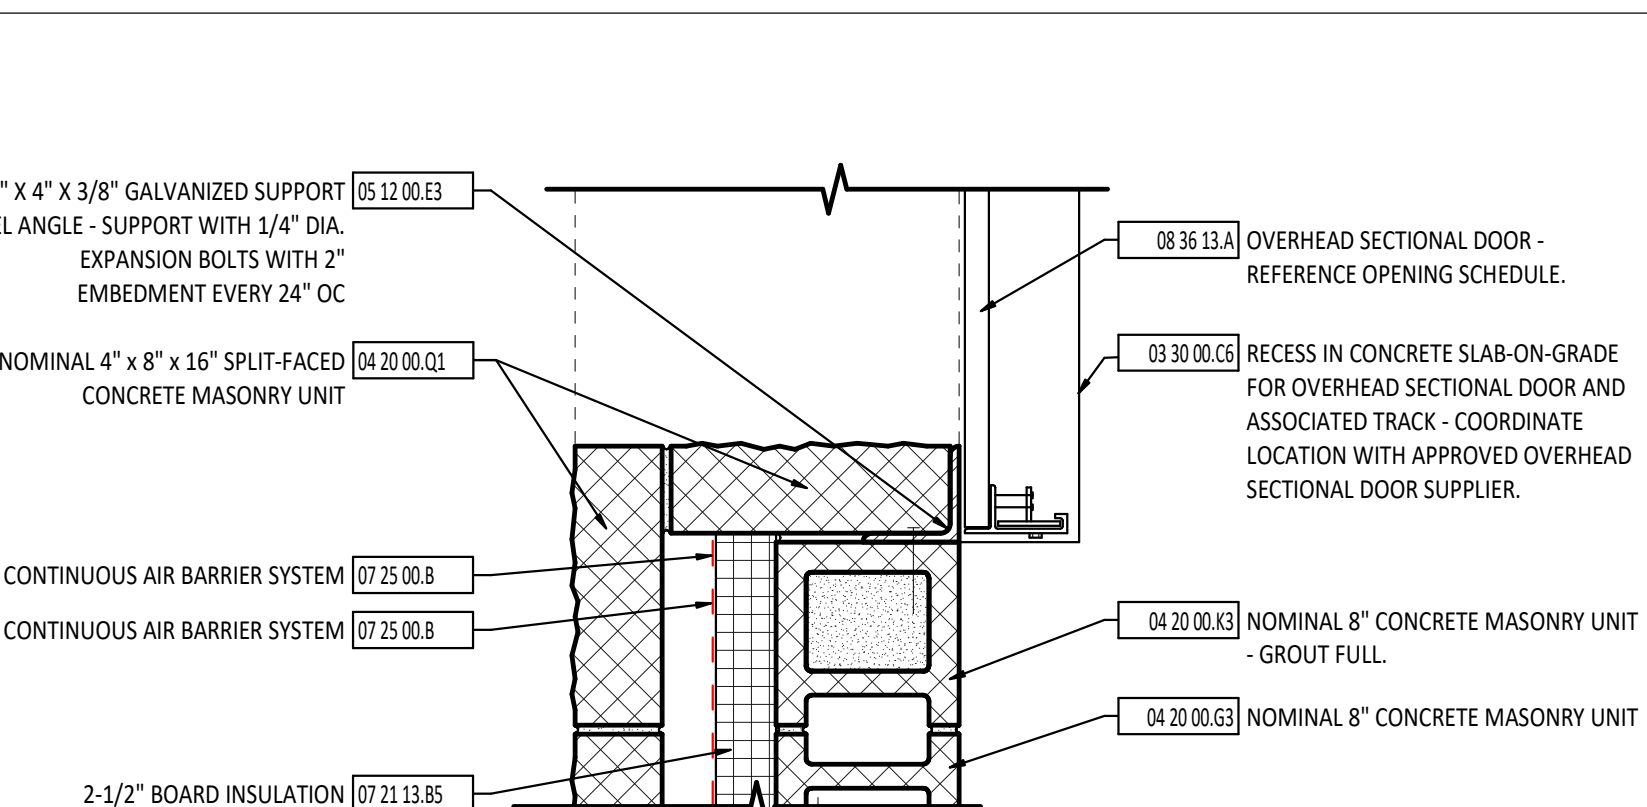 " X 4" X 3/8" GALVANIZED SUPPORT 05 12 00.E3
EL ANGLE - SUPPORT WITH 1/4" DIA.
EXPANSION BOLTS WITH 2"
EMBEDMENT EVERY 24" OC
NOMINAL 4" x 8" x 16" SPLIT-FACED 04 20 00.Q1
CONCRETE MASONRY UNIT
CONTINUOUS AIR BARRIER SYSTEM 07 25 00.B
CONTINUOUS AIR BARRIER SYSTEM 07 25 00.B
2-1/2" BOARD INSULATION 07 21 13.B5
08 36 13.A OVERHEAD SECTIONAL DOOR -
REFERENCE OPENING SCHEDULE.
03 30 00.C6 RECESS IN CONCRETE SLAB-ON-GRADE
FOR OVERHEAD SECTIONAL DOOR AND
ASSOCIATED TRACK - COORDINATE
LOCATION WITH APPROVED OVERHEAD
SECTIONAL DOOR SUPPLIER.
04 20 00.K3 NOMINAL 8" CONCRETE MASONRY UNIT
- GROUT FULL.
04 20 00.G3 NOMINAL 8" CONCRETE MASONRY UNIT